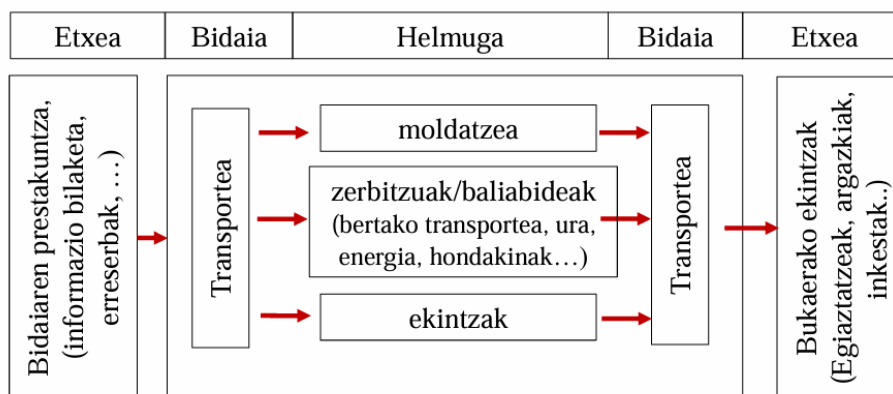 Etxea
Bidaia
Helmuga
Bidaia
Etxea
Bidaiaren prestakuntza,
(informazio bilaketa,
erreserbak, …)
Transportea
moldatzea
zerbitzuak/baliabideak
(bertako transportea, ura,
energia, hondakinak…)
ekintzak
Transportea
Bukaerako ekintzak
(Egiaztatzeak, argazkiak,
inkestak..)